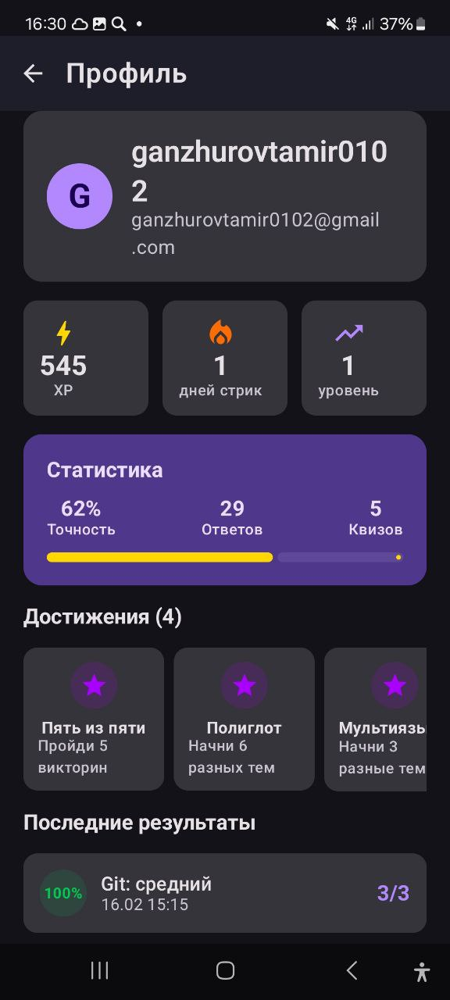 16:30 4G 37%
Профиль
G
ganzhurovtamir010
2
ganzhurovtamir0102@gmail
.com
545 1 1
XP дней стрик уровень
Статистика
62% 29 5
Точность Ответов Квизов
Достижения (4)
Пять из пяти
Пройди 5
викторин
Полиглот
Начни 6
разных тем
Мультиязы
Начни 3
разные тем
Последние результаты
100%
Git: средний
16.02 15:15
3/3